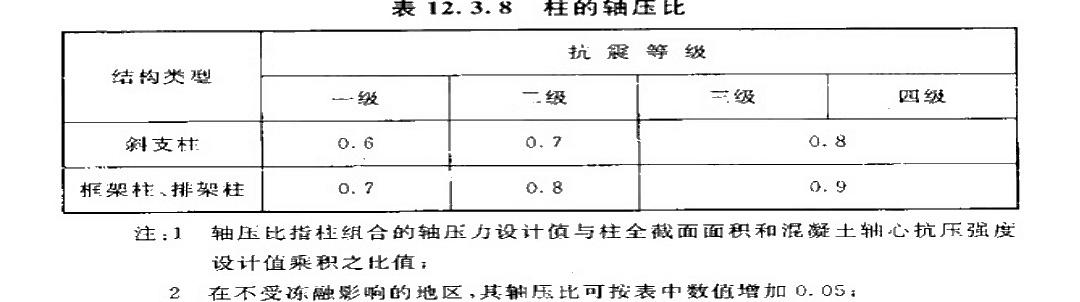 表 12.3.8 柱的轴压比
结构类型 抗震等级
一级 二级 三级 四级
斜支柱 0.6 0.7 0.8
框架柱、排架柱 0.7 0.8 0.9
注:1 轴压比指柱组合的轴压力设计值与柱全截面面积和混凝土轴心抗压强度
设计值乘积之比值;
2 在不受冻融影响的地区,其轴压比可按表中数值增加 0.05;